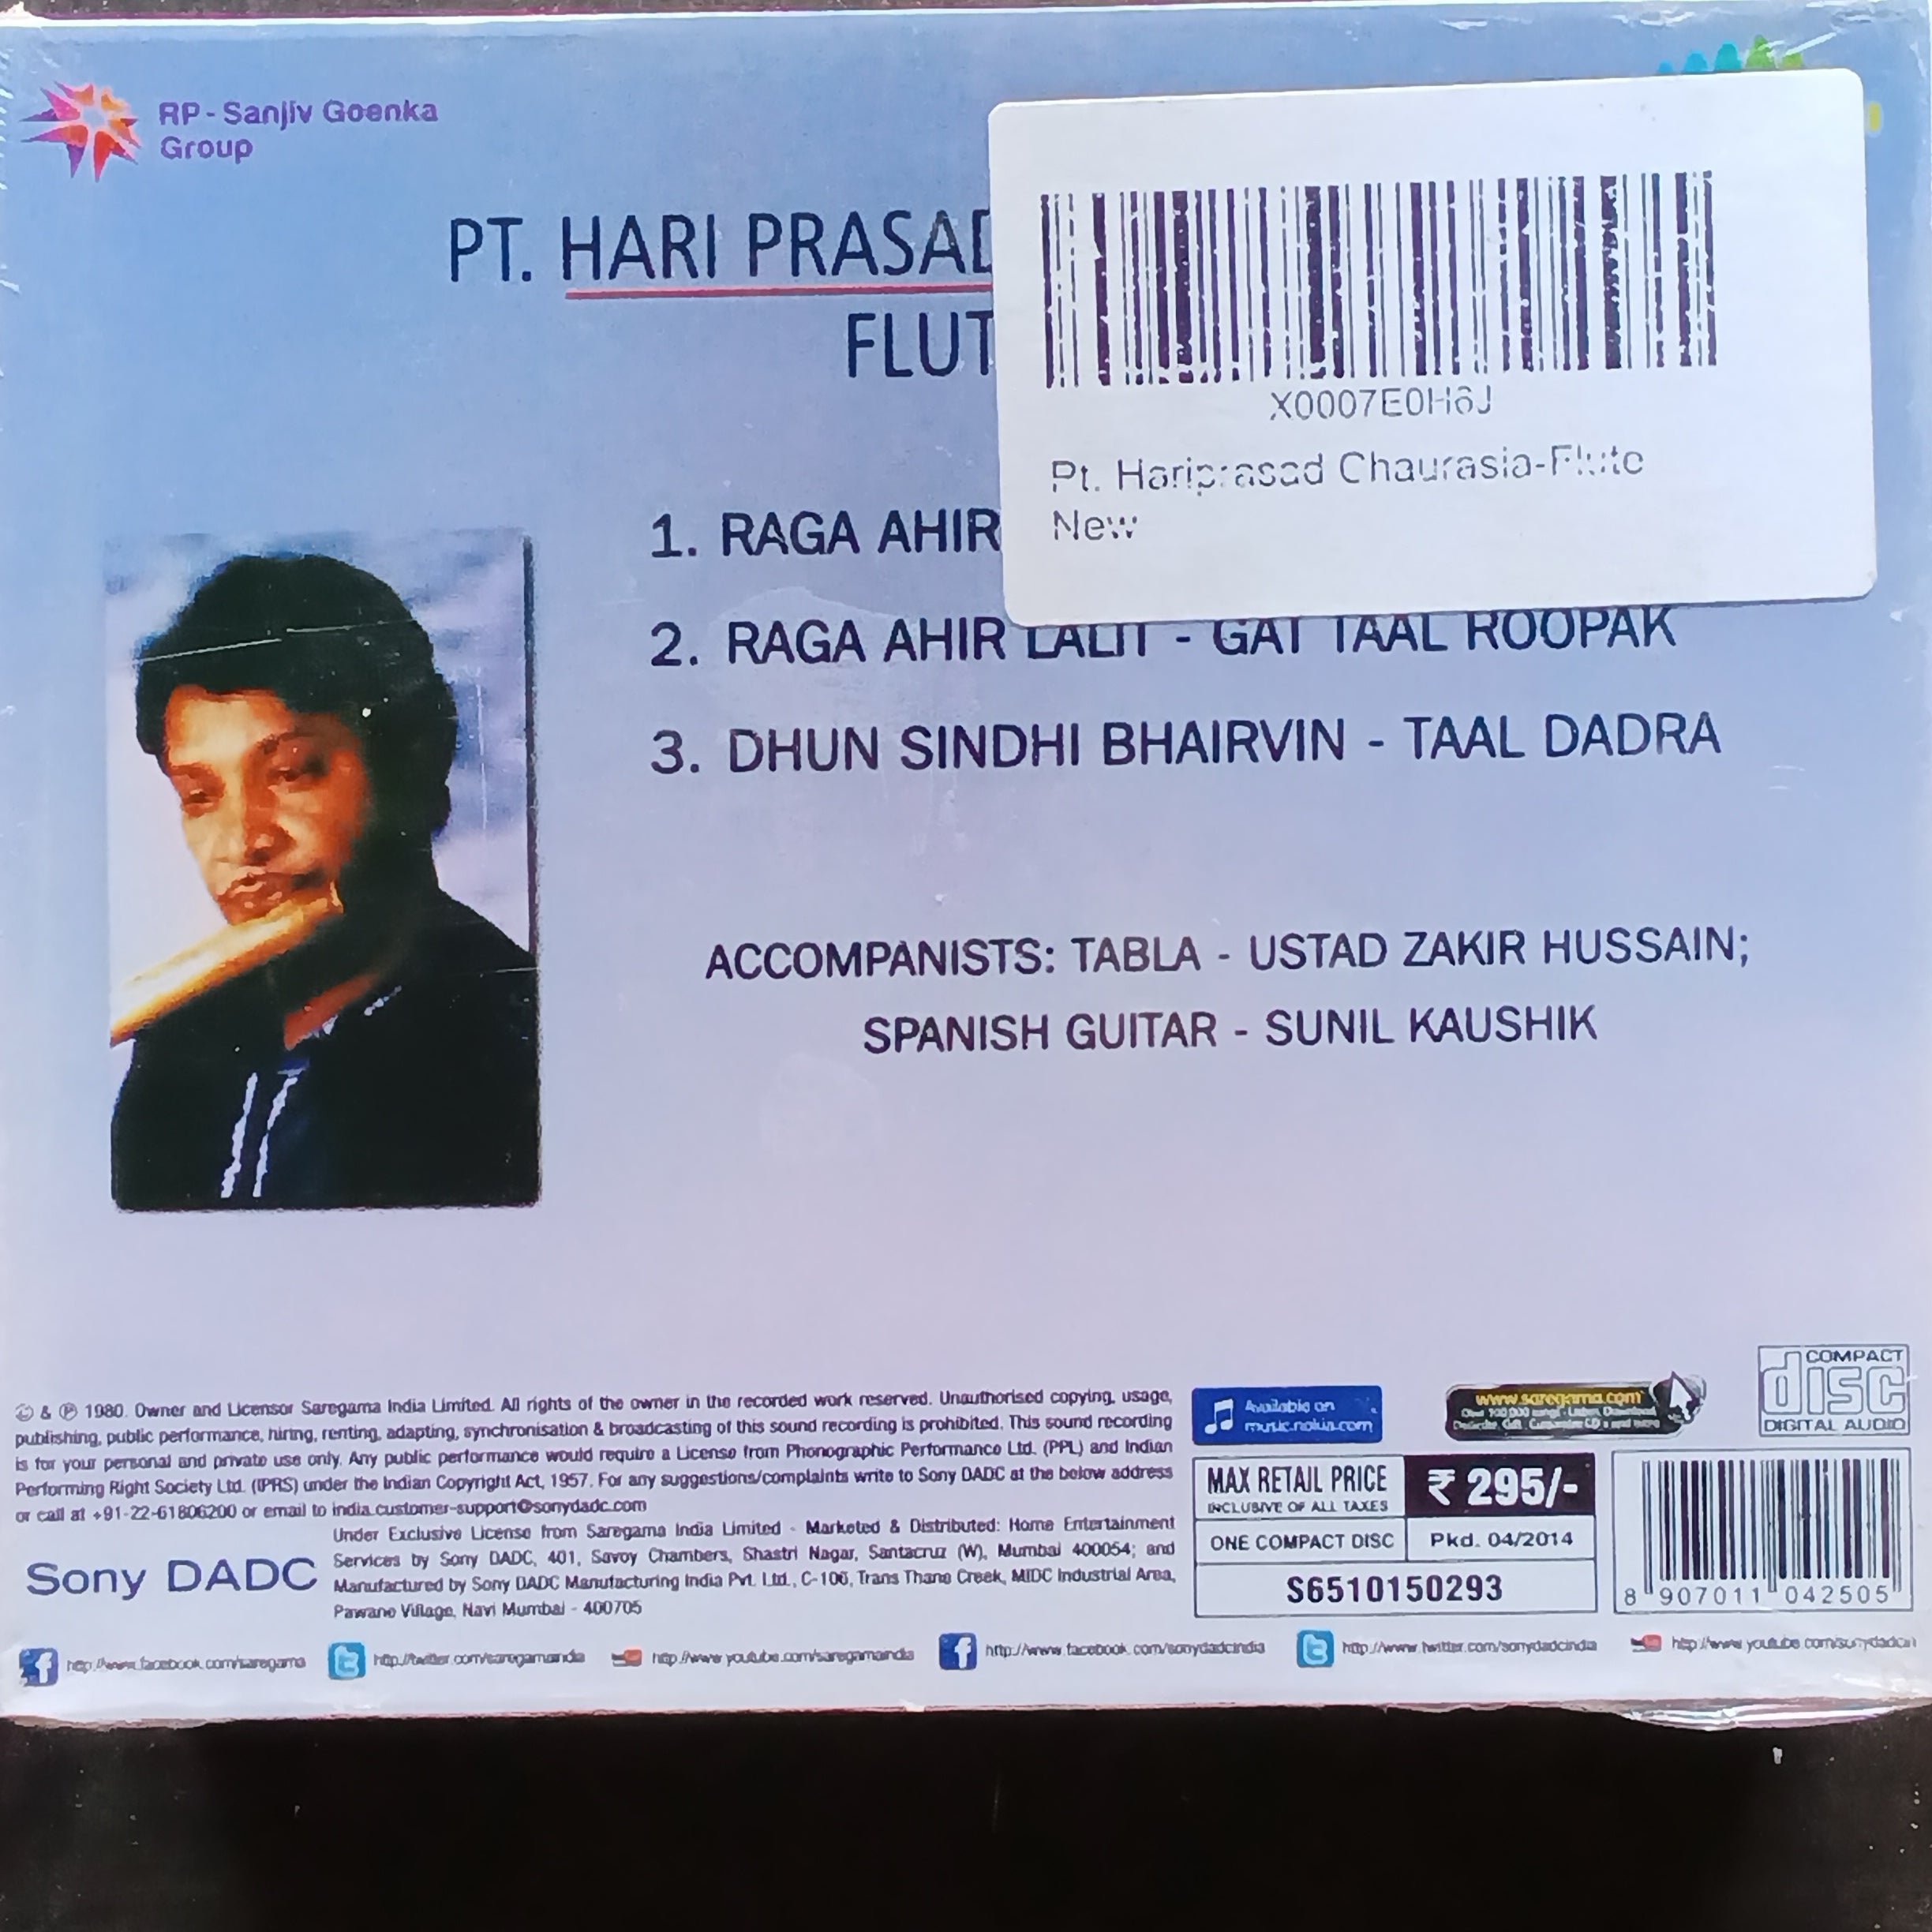 RP - Sanjiv Goenka
Group
PT. HARI PRASAD
FLUT
X0007E0H6J
Pt. Hariprasad Chaurasia-Flute
New
1. RAGA AHIR
2. RAGA AHIR LALIT - GAT TAAL ROOPAK
3. DHUN SINDHI BHAIRVIN - TAAL DADRA
ACCOMPANISTS: TABLA - USTAD ZAKIR HUSSAIN;
SPANISH GUITAR - SUNIL KAUSHIK
© & ℗ 1980. Owner and Licensor Saregama India Limited. All rights of the owner in the recorded work reserved. Unauthorised copying, usage,
publishing, public performance, hiring, renting, adapting, synchronisation & broadcasting of this sound recording is prohibited. This sound recording
is for your personal and private use only. Any public performance would require a License from Phonographic Performance Ltd. (PPL) and Indian
Performing Right Society Ltd. (IPRS) under the Indian Copyright Act, 1957. For any suggestions/complaints write to Sony DADC at the below address
or call at +91-22-61806200 or email to india.customer-support@sonydadc.com
Sony DADC
Under Exclusive License from Saregama India Limited - Marketed & Distributed: Home Entertainment
Services by Sony DADC, 401, Savoy Chambers, Shastri Nagar, Santacruz (W), Mumbai 400054; and
Manufactured by Sony DADC Manufacturing India Pvt. Ltd., C-106, Trans Thane Creek, MIDC Industrial Area,
Pawane Village, Navi Mumbai - 400705
Available on
music.nokia.com
www.saregama.com
COMPACT
disc
DIGITAL AUDIO
MAX RETAIL PRICE
INCLUSIVE OF ALL TAXES
₹ 295/-
ONE COMPACT DISC
Pkd. 04/2014
S6510150293
8 907011 042505
http://www.facebook.com/saregama
http://twitter.com/saregamaindia
http://www.youtube.com/saregamaindia
http://www.facebook.com/sonydadcindia
http://www.twitter.com/sonydadcindia
http://www.youtube.com/sonydadcin